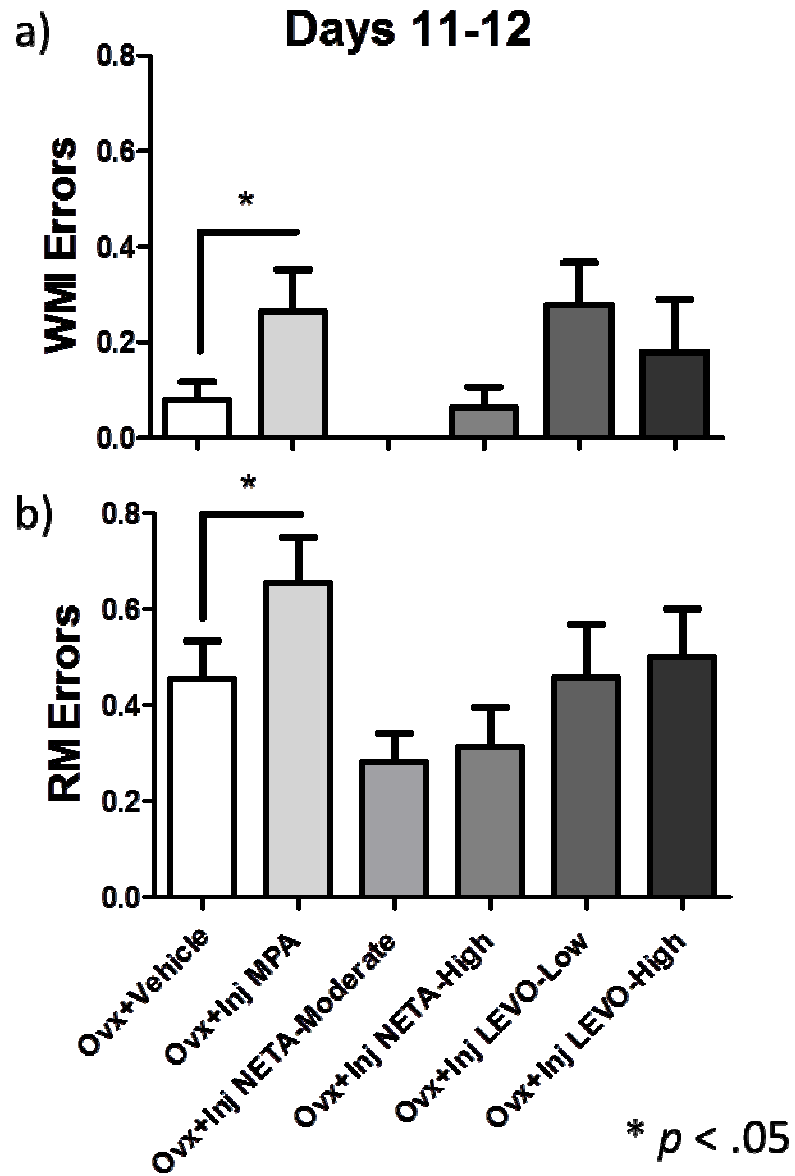 a)
Days 11-12
0.8
0.6
0.4
0.2
0.0
WMI Errors
*
b)
0.8
0.6
0.4
0.2
0.0
RM Errors
*
Ovx+Vehicle
Ovx+Inj MPA
Ovx+Inj NETA-Moderate
Ovx+Inj NETA-High
Ovx+Inj LEVO-Low
Ovx+Inj LEVO-High
* p < .05